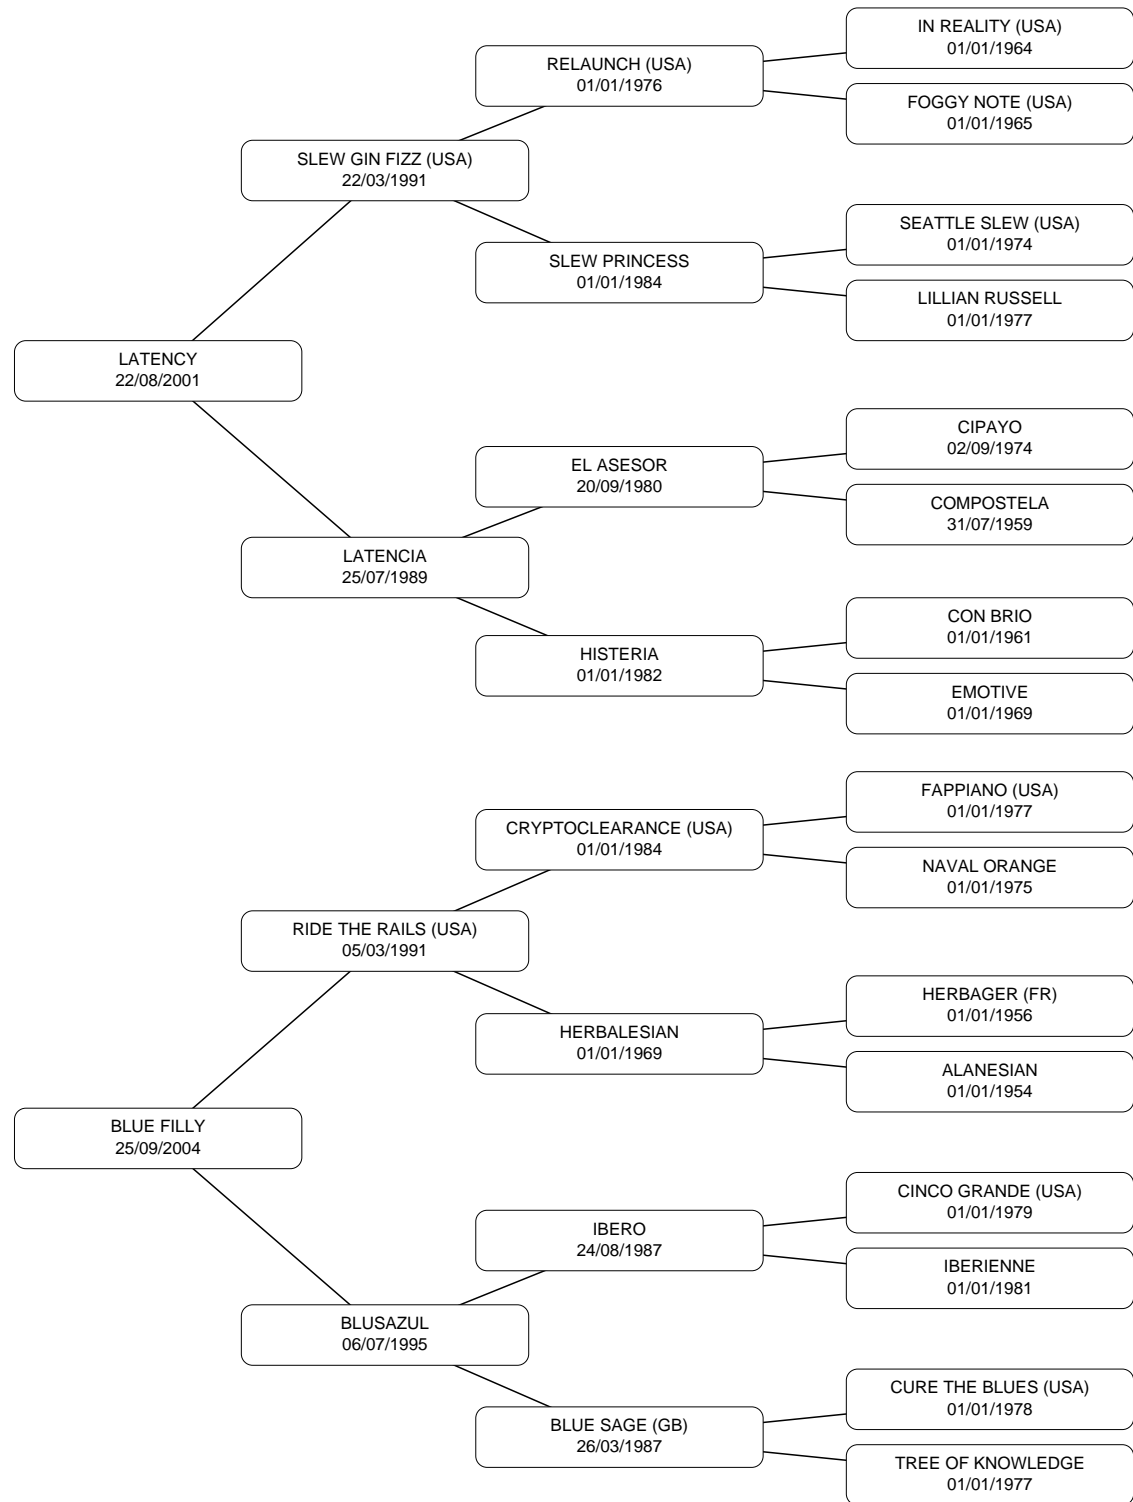 IN REALITY (USA)
01/01/1964
RELAUNCH (USA)
01/01/1976
FOGGY NOTE (USA)
01/01/1965
SLEW GIN FIZZ (USA)
22/03/1991
SEATTLE SLEW (USA)
01/01/1974
SLEW PRINCESS
01/01/1984
LILLIAN RUSSELL
01/01/1977
LATENCY
22/08/2001
CIPAYO
02/09/1974
EL ASESOR
20/09/1980
COMPOSTELA
31/07/1959
LATENCIA
25/07/1989
CON BRIO
01/01/1961
HISTERIA
01/01/1982
EMOTIVE
01/01/1969
FAPPIANO (USA)
01/01/1977
CRYPTOCLEARANCE (USA)
01/01/1984
NAVAL ORANGE
01/01/1975
RIDE THE RAILS (USA)
05/03/1991
HERBAGER (FR)
01/01/1956
HERBALESIAN
01/01/1969
ALANESIAN
01/01/1954
BLUE FILLY
25/09/2004
CINCO GRANDE (USA)
01/01/1979
IBERO
24/08/1987
IBERIENNE
01/01/1981
BLUSAZUL
06/07/1995
CURE THE BLUES (USA)
01/01/1978
BLUE SAGE (GB)
26/03/1987
TREE OF KNOWLEDGE
01/01/1977